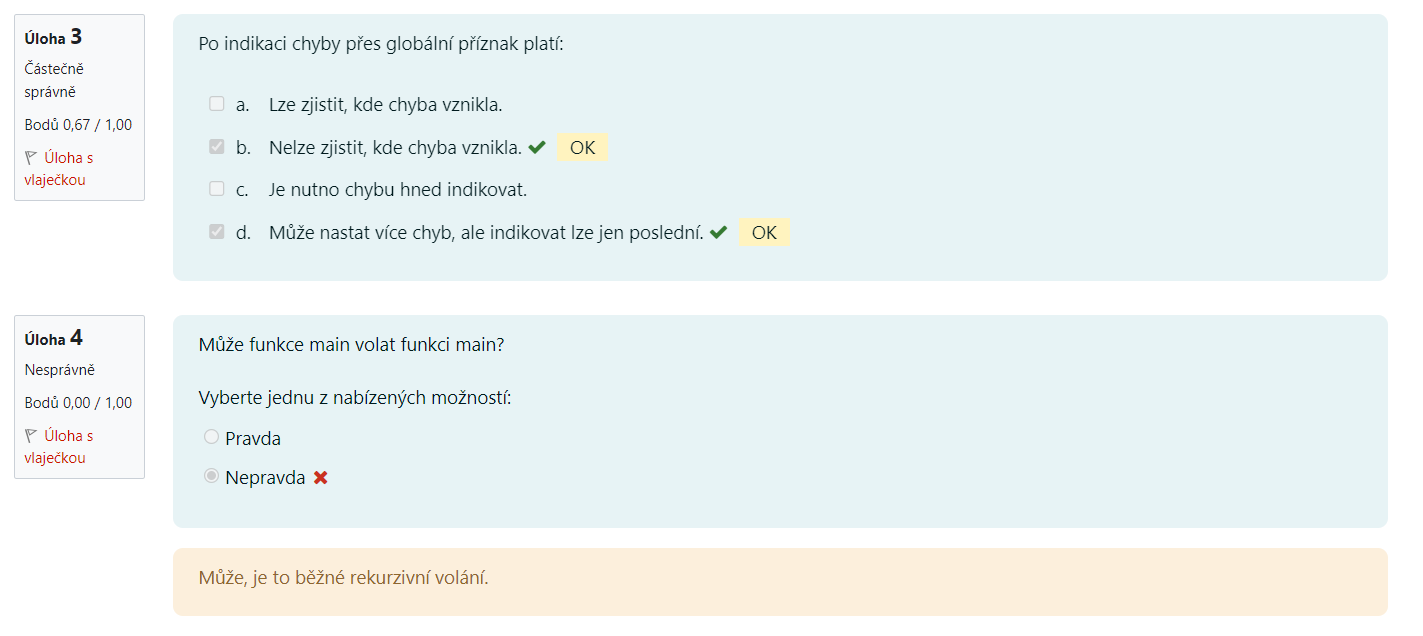 Úloha 3
Částečně
správně
Bodů 0,67 / 1,00
Úloha s
vlaječkou
Po indikaci chyby přes globální příznak platí:
a. Lze zjistit, kde chyba vznikla.
b. Nelze zjistit, kde chyba vznikla. OK
c. Je nutno chybu hned indikovat.
d. Může nastat více chyb, ale indikovat lze jen poslední. OK
Úloha 4
Nesprávně
Bodů 0,00 / 1,00
Úloha s
vlaječkou
Může funkce main volat funkci main?
Vyberte jednu z nabízených možností:
Pravda
Nepravda
Může, je to běžné rekurzivní volání.